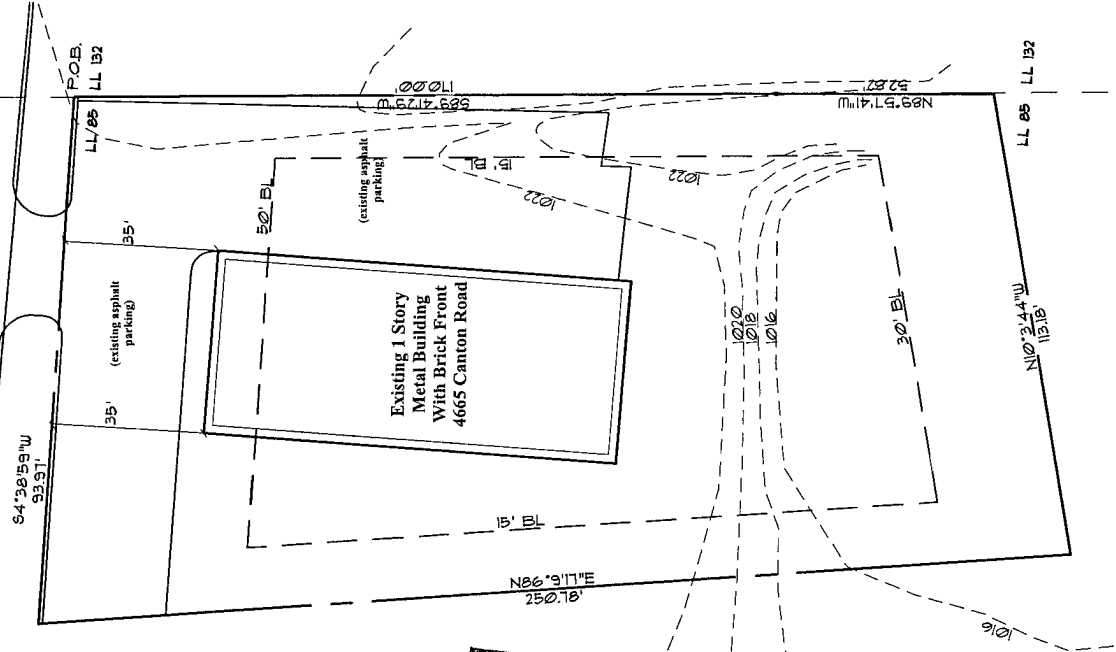 P.O.B.
LL 132
LL 85
170.00'
S89°41'29"W
52.82'
N89°57'41"W
LL 132
LL 85
35'
50' BL
(existing asphalt
parking)
15' BL
1022
1022
(existing asphalt
parking)
35'
Existing 1 Story
Metal Building
With Brick Front
4665 Canton Road
1020
1018
1016
30' BL
N10°3'44"W
113.18'
S4°38'59"W
93.97'
15' BL
N86°9'17"E
250.78'
1016